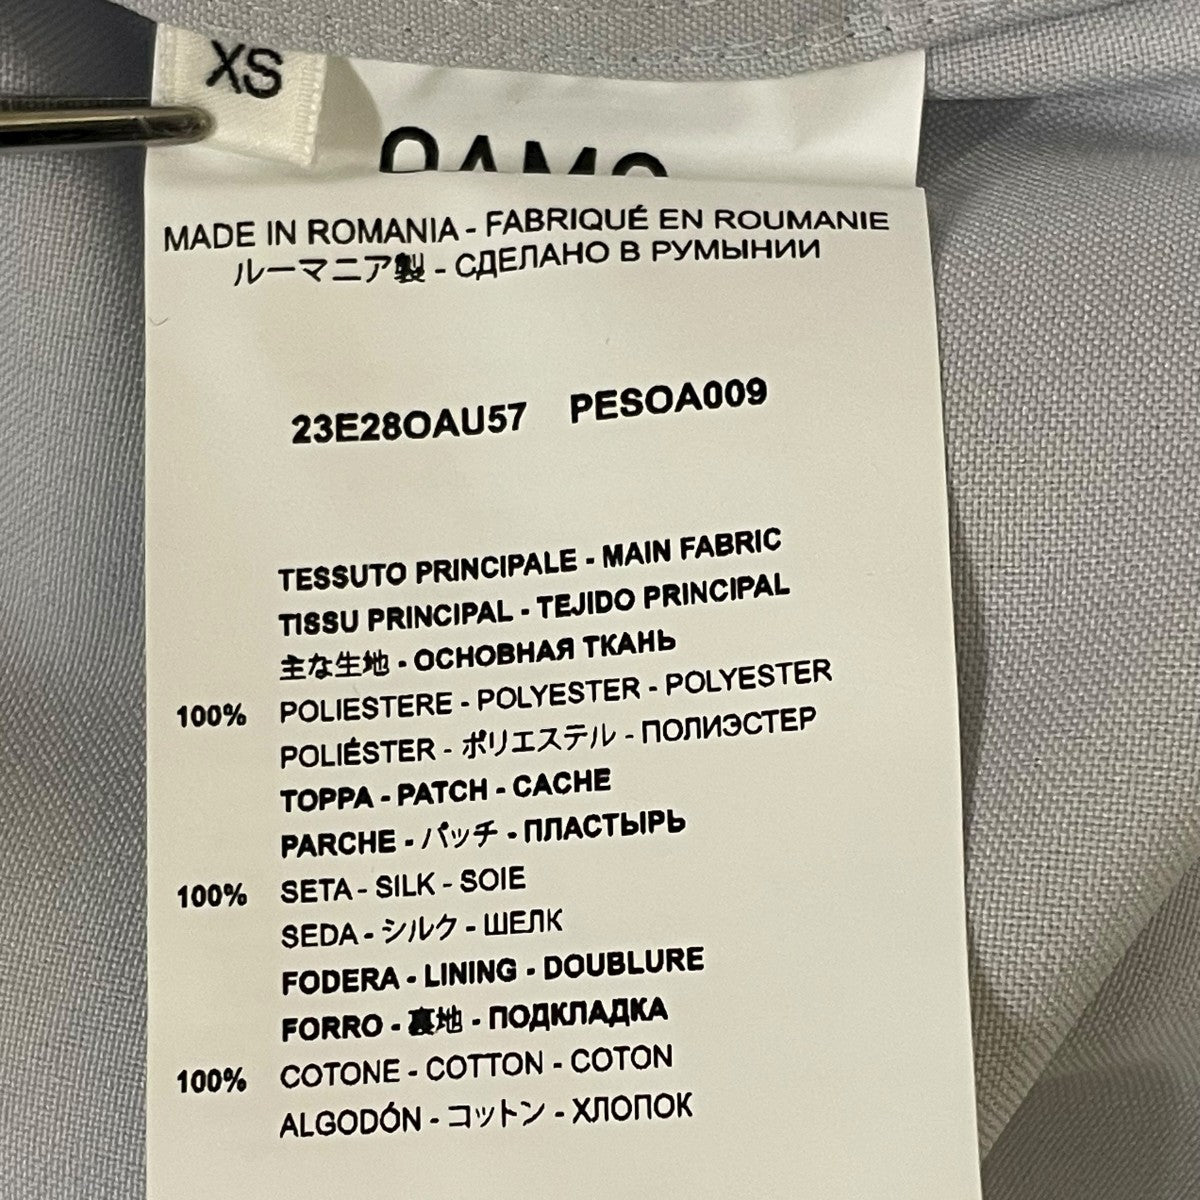 XS
OAMC
MADE IN ROMANIA - FABRIQUÉ EN ROUMANIE
ルーマニア製 - СДЕЛАНО В РУМЫНИИ
23E28OAU57 PESOA009
TESSUTO PRINCIPALE - MAIN FABRIC
TISSU PRINCIPAL - TEJIDO PRINCIPAL
主な生地 - ОСНОВНАЯ ТКАНЬ
100% POLIESTERE - POLYESTER - POLYESTER
POLIÉSTER - ポリエステル - ПОЛИЭСТЕР
TOPPA - PATCH - CACHE
PARCHE - パッチ - ПЛАСТЫРЬ
100% SETA - SILK - SOIE
SEDA - シルク - ШЕЛК
FODERA - LINING - DOUBLURE
FORRO - 裏地 - ПОДКЛАДКА
100% COTONE - COTTON - COTON
ALGODÓN - コットン - ХЛОПОК